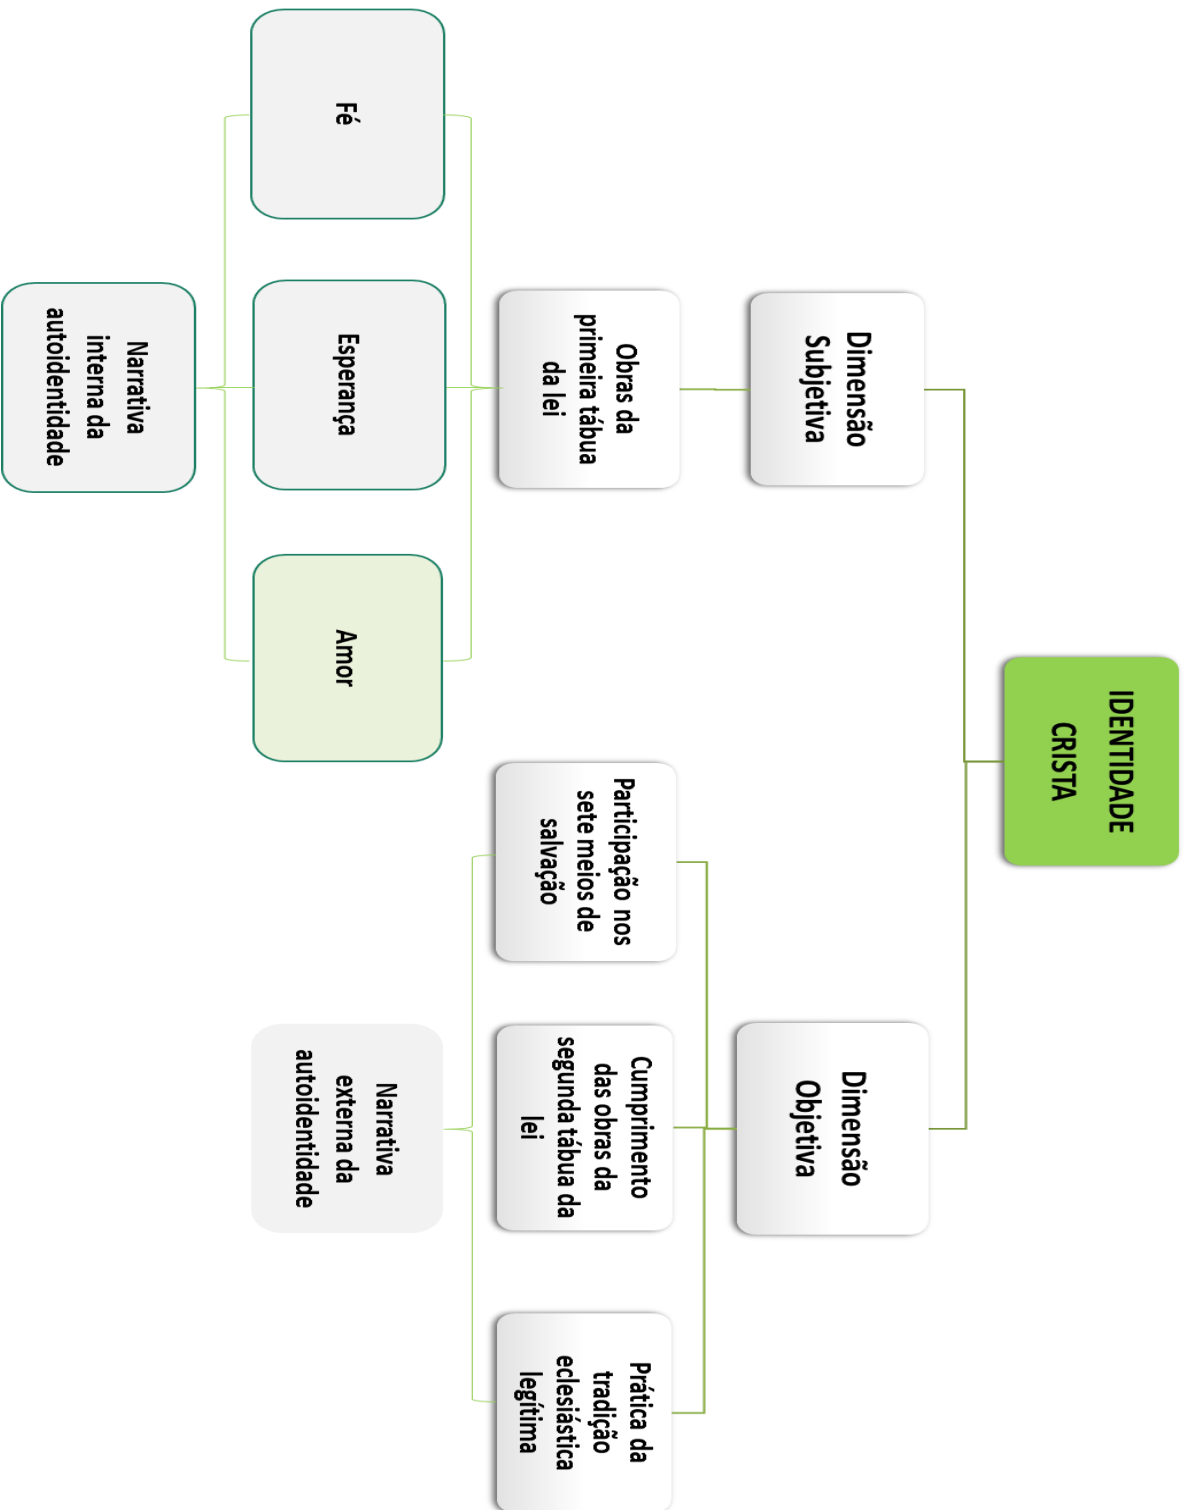 IDENTIDADE
CRISTA
Dimensão
Subjetiva
Dimensão
Objetiva
Obras da
primeira tábua
da lei
Participação nos
sete meios de
salvação
Cumprimento
das obras da
segunda tábua da
lei
Prática da
tradição
eclesiástica
legítima
Fé
Esperança
Amor
Narrativa
externa da
autoidentidade
Narrativa
interna da
autoidentidade